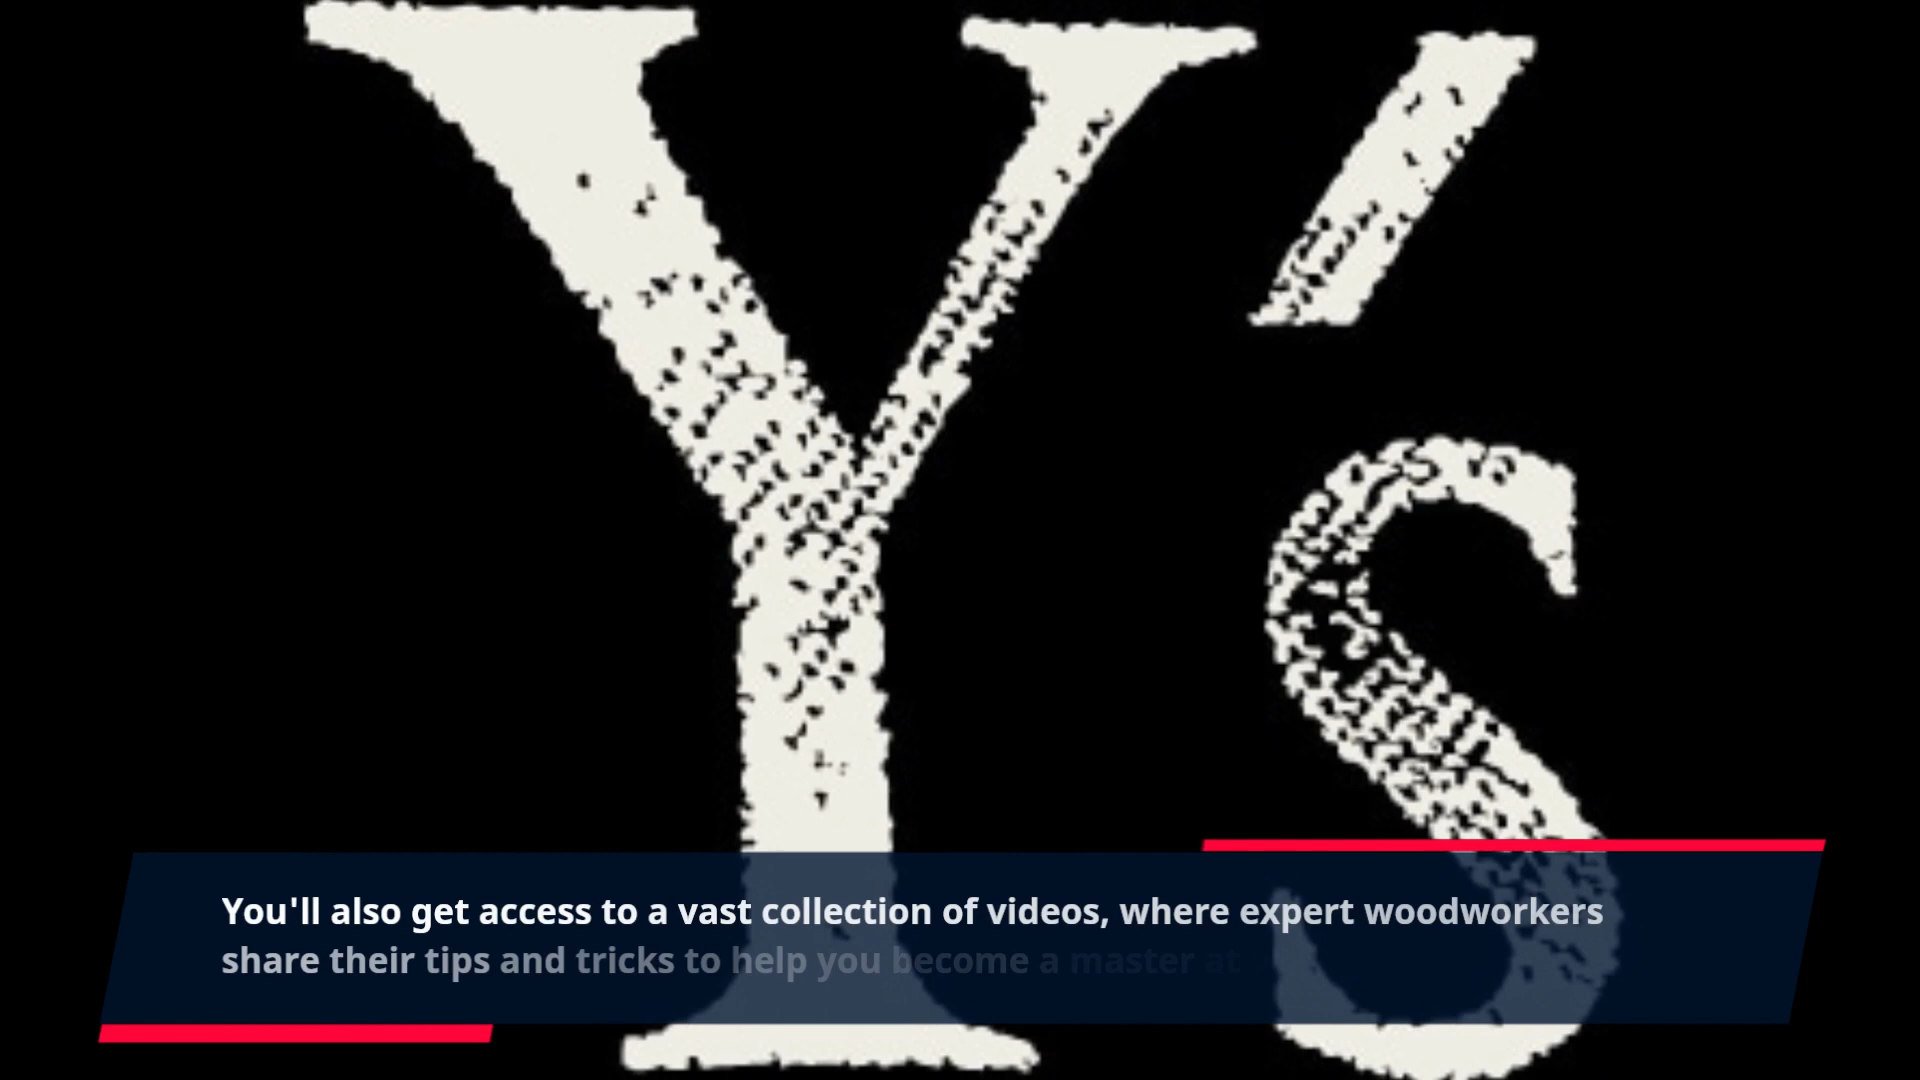 Y's
You'll also get access to a vast collection of videos, where expert woodworkers
share their tips and tricks to help you become a master at